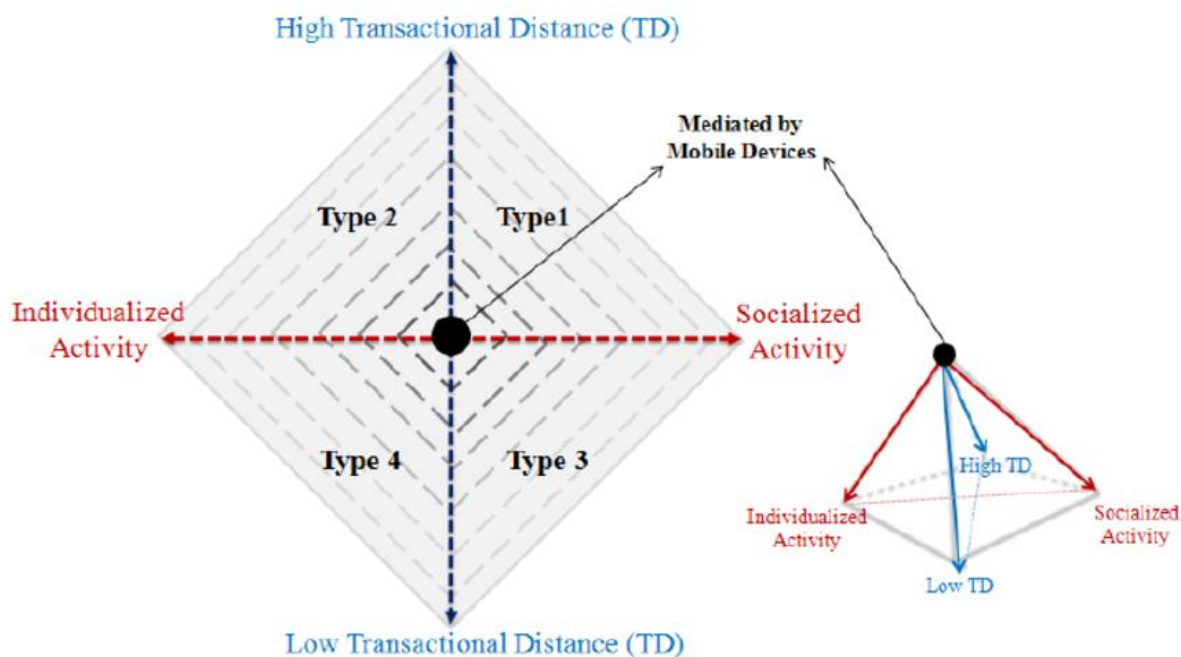 High Transactional Distance (TD)
Mediated by
Mobile Devices
Type 2
Type1
Individualized
Activity
Socialized
Activity
Type 4
Type 3
High TD
Individualized
Activity
Socialized
Activity
Low TD
Low Transactional Distance (TD)